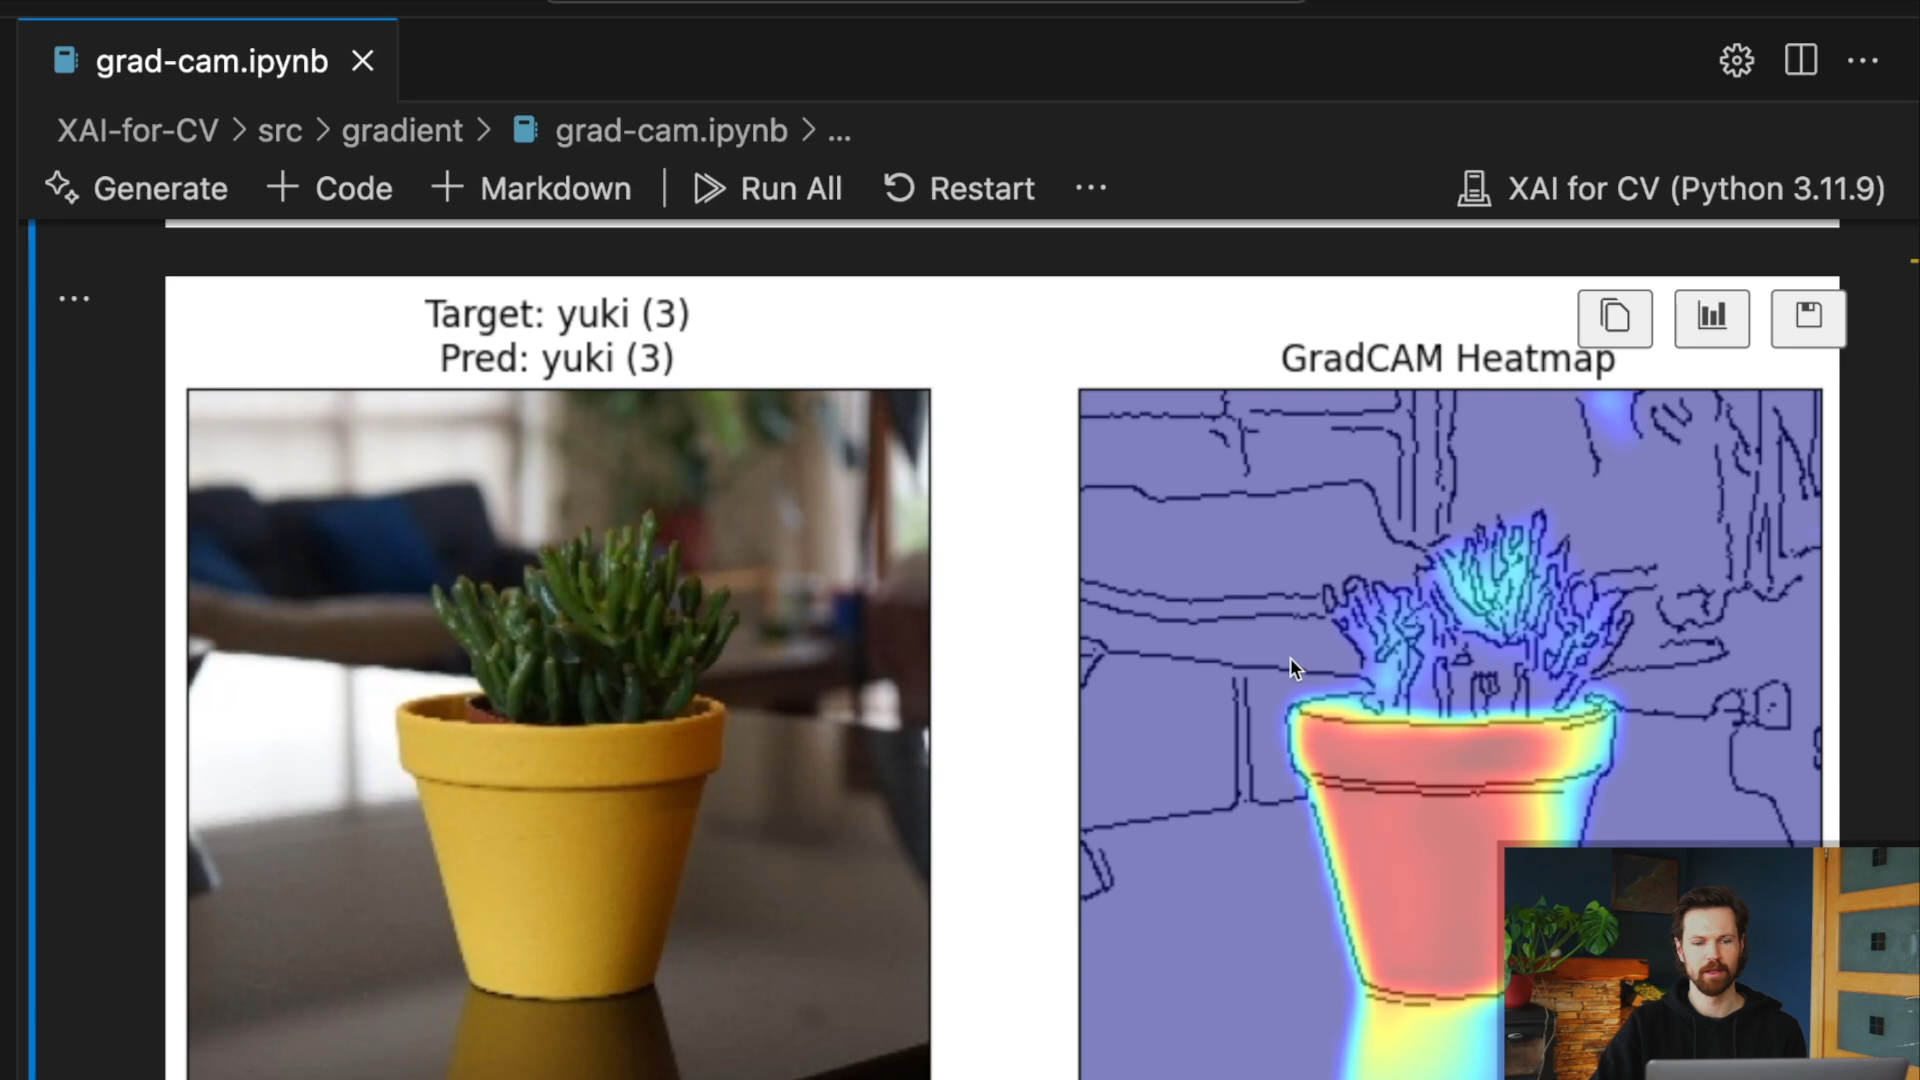 grad-cam.ipynb
XAI-for-CV > src > gradient > grad-cam.ipynb > ...
Generate + Code + Markdown | Run All Restart ... XAI for CV (Python 3.11.9)
Target: yuki (3)
Pred: yuki (3)
GradCAM Heatmap